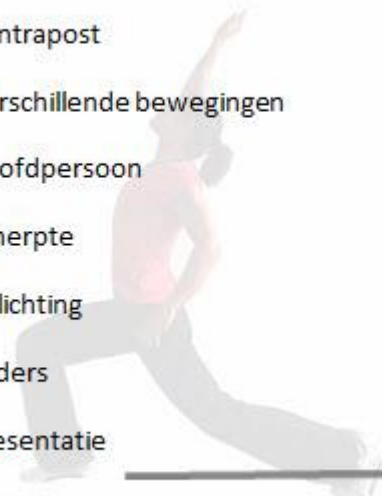 ntrapost
rschillende bewegingen
ofdpersoon
herpte
lichting
ders
esentatie